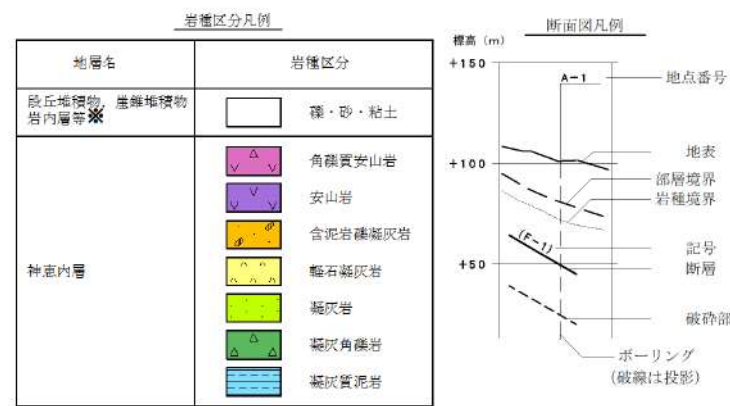 岩種区分凡例
地層名
岩種区分
段丘堆積物，崖錐堆積物
岩内層等※
礫・砂・粘土
神恵内層
角礫質安山岩
安山岩
含泥岩礫凝灰岩
軽石凝灰岩
凝灰岩
凝灰角礫岩
凝灰質泥岩
断面図凡例
標高（m）
+150
A-1
地点番号
+100
地表
部層境界
岩種境界
(F-1)
記号
+50
断層
破砕部
ボーリング
(破線は投影)